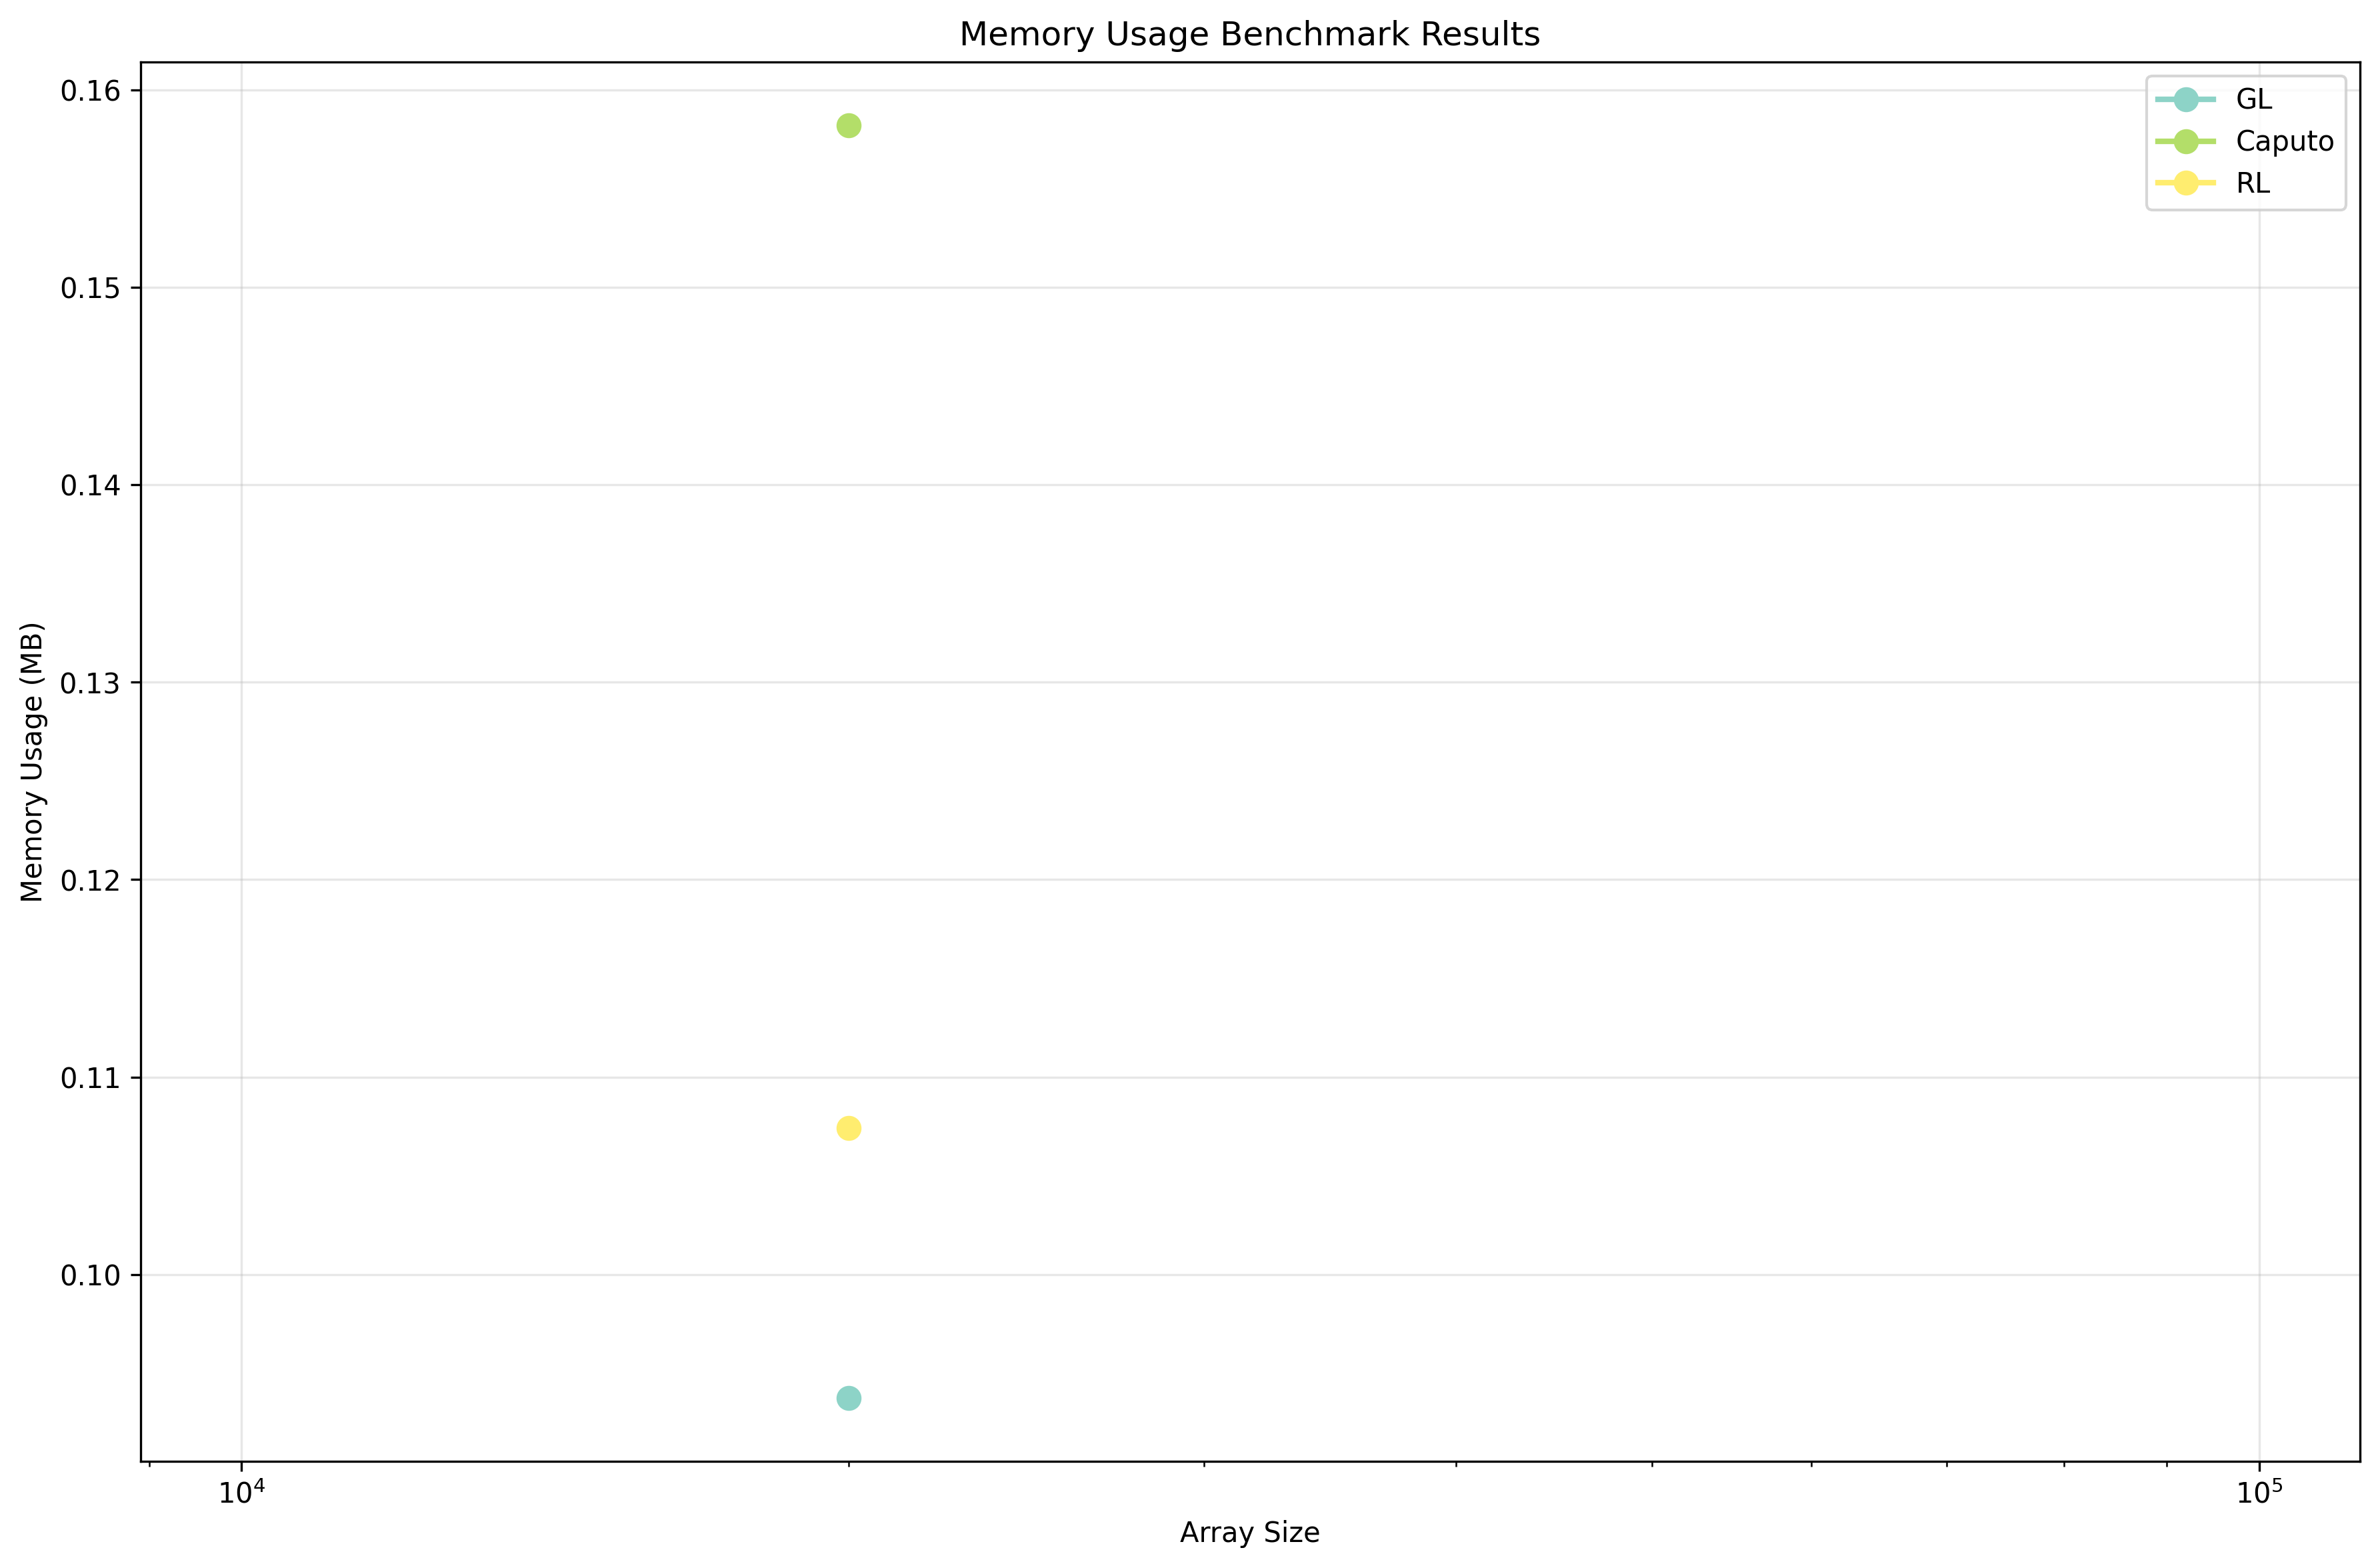 Memory Usage Benchmark Results
GL
Caputo
RL
Memory Usage (MB)
0.16
0.15
0.14
0.13
0.12
0.11
0.10
10⁴
10⁵
Array Size